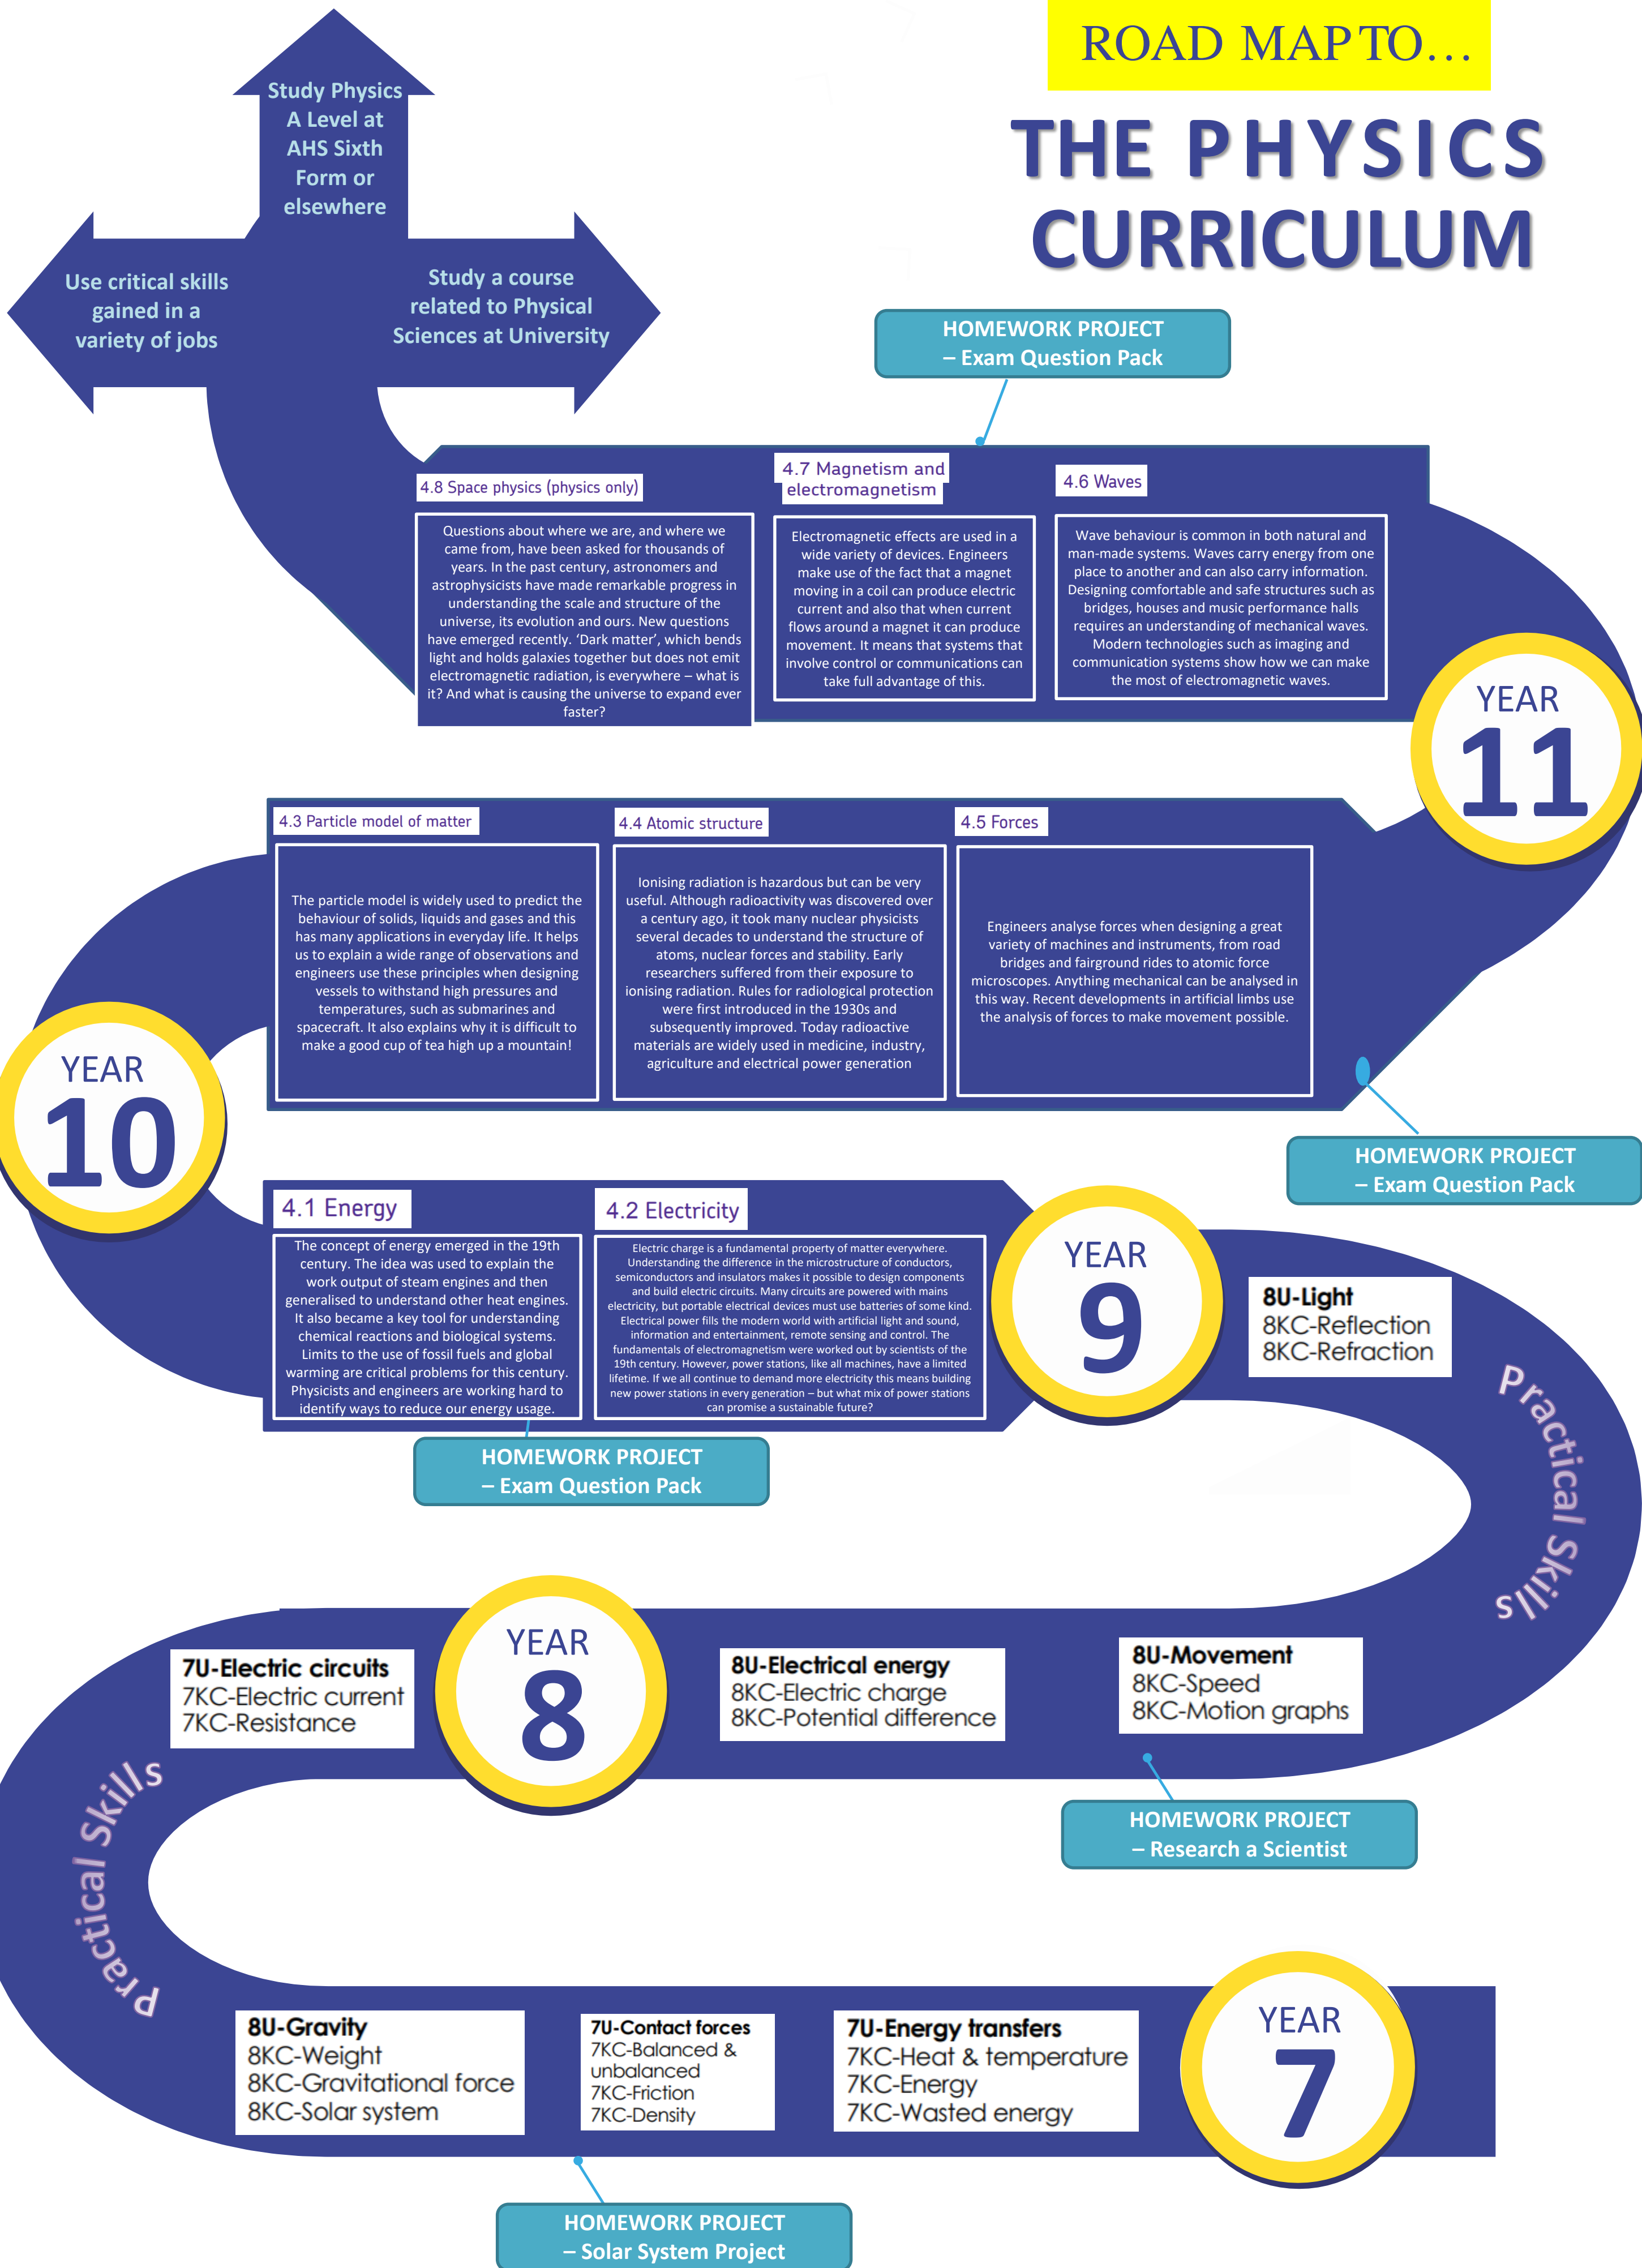 ROAD MAP TO...
THE PHYSICS
CURRICULUM
Study Physics
A Level at
AHS Sixth
Form or
elsewhere
Use critical skills
gained in a
variety of jobs
Study a course
related to Physical
Sciences at University
HOMEWORK PROJECT
– Exam Question Pack
4.8 Space physics (physics only)
Questions about where we are, and where we
came from, have been asked for thousands of
years. In the past century, astronomers and
astrophysicists have made remarkable progress in
understanding the scale and structure of the
universe, its evolution and ours. New questions
have emerged recently. ‘Dark matter’, which bends
light and holds galaxies together but does not emit
electromagnetic radiation, is everywhere – what is
it? And what is causing the universe to expand ever
faster?
4.7 Magnetism and
electromagnetism
Electromagnetic effects are used in a
wide variety of devices. Engineers
make use of the fact that a magnet
moving in a coil can produce electric
current and also that when current
flows around a magnet it can produce
movement. It means that systems that
involve control or communications can
take full advantage of this.
4.6 Waves
Wave behaviour is common in both natural and
man-made systems. Waves carry energy from one
place to another and can also carry information.
Designing comfortable and safe structures such as
bridges, houses and music performance halls
requires an understanding of mechanical waves.
Modern technologies such as imaging and
communication systems show how we can make
the most of electromagnetic waves.
YEAR
11
4.3 Particle model of matter
The particle model is widely used to predict the
behaviour of solids, liquids and gases and this
has many applications in everyday life. It helps
us to explain a wide range of observations and
engineers use these principles when designing
vessels to withstand high pressures and
temperatures, such as submarines and
spacecraft. It also explains why it is difficult to
make a good cup of tea high up a mountain!
4.4 Atomic structure
Ionising radiation is hazardous but can be very
useful. Although radioactivity was discovered over
a century ago, it took many nuclear physicists
several decades to understand the structure of
atoms, nuclear forces and stability. Early
researchers suffered from their exposure to
ionising radiation. Rules for radiological protection
were first introduced in the 1930s and
subsequently improved. Today radioactive
materials are widely used in medicine, industry,
agriculture and electrical power generation
4.5 Forces
Engineers analyse forces when designing a great
variety of machines and instruments, from road
bridges and fairground rides to atomic force
microscopes. Anything mechanical can be analysed in
this way. Recent developments in artificial limbs use
the analysis of forces to make movement possible.
YEAR
10
HOMEWORK PROJECT
– Exam Question Pack
4.1 Energy
The concept of energy emerged in the 19th
century. The idea was used to explain the
work output of steam engines and then
generalised to understand other heat engines.
It also became a key tool for understanding
chemical reactions and biological systems.
Limits to the use of fossil fuels and global
warming are critical problems for this century.
Physicists and engineers are working hard to
identify ways to reduce our energy usage.
4.2 Electricity
Electric charge is a fundamental property of matter everywhere.
Understanding the difference in the microstructure of conductors,
semiconductors and insulators makes it possible to design components
and build electric circuits. Many circuits are powered with mains
electricity, but portable electrical devices must use batteries of some kind.
Electrical power fills the modern world with artificial light and sound,
information and entertainment, remote sensing and control. The
fundamentals of electromagnetism were worked out by scientists of the
19th century. However, power stations, like all machines, have a limited
lifetime. If we all continue to demand more electricity this means building
new power stations in every generation – but what mix of power stations
can promise a sustainable future?
YEAR
9
8U-Light
8KC-Reflection
8KC-Refraction
Practical Skills
HOMEWORK PROJECT
– Exam Question Pack
7U-Electric circuits
7KC-Electric current
7KC-Resistance
YEAR
8
8U-Electrical energy
8KC-Electric charge
8KC-Potential difference
8U-Movement
8KC-Speed
8KC-Motion graphs
HOMEWORK PROJECT
– Research a Scientist
Practical Skills
8U-Gravity
8KC-Weight
8KC-Gravitational force
8KC-Solar system
7U-Contact forces
7KC-Balanced &
unbalanced
7KC-Friction
7KC-Density
7U-Energy transfers
7KC-Heat & temperature
7KC-Energy
7KC-Wasted energy
YEAR
7
HOMEWORK PROJECT
– Solar System Project